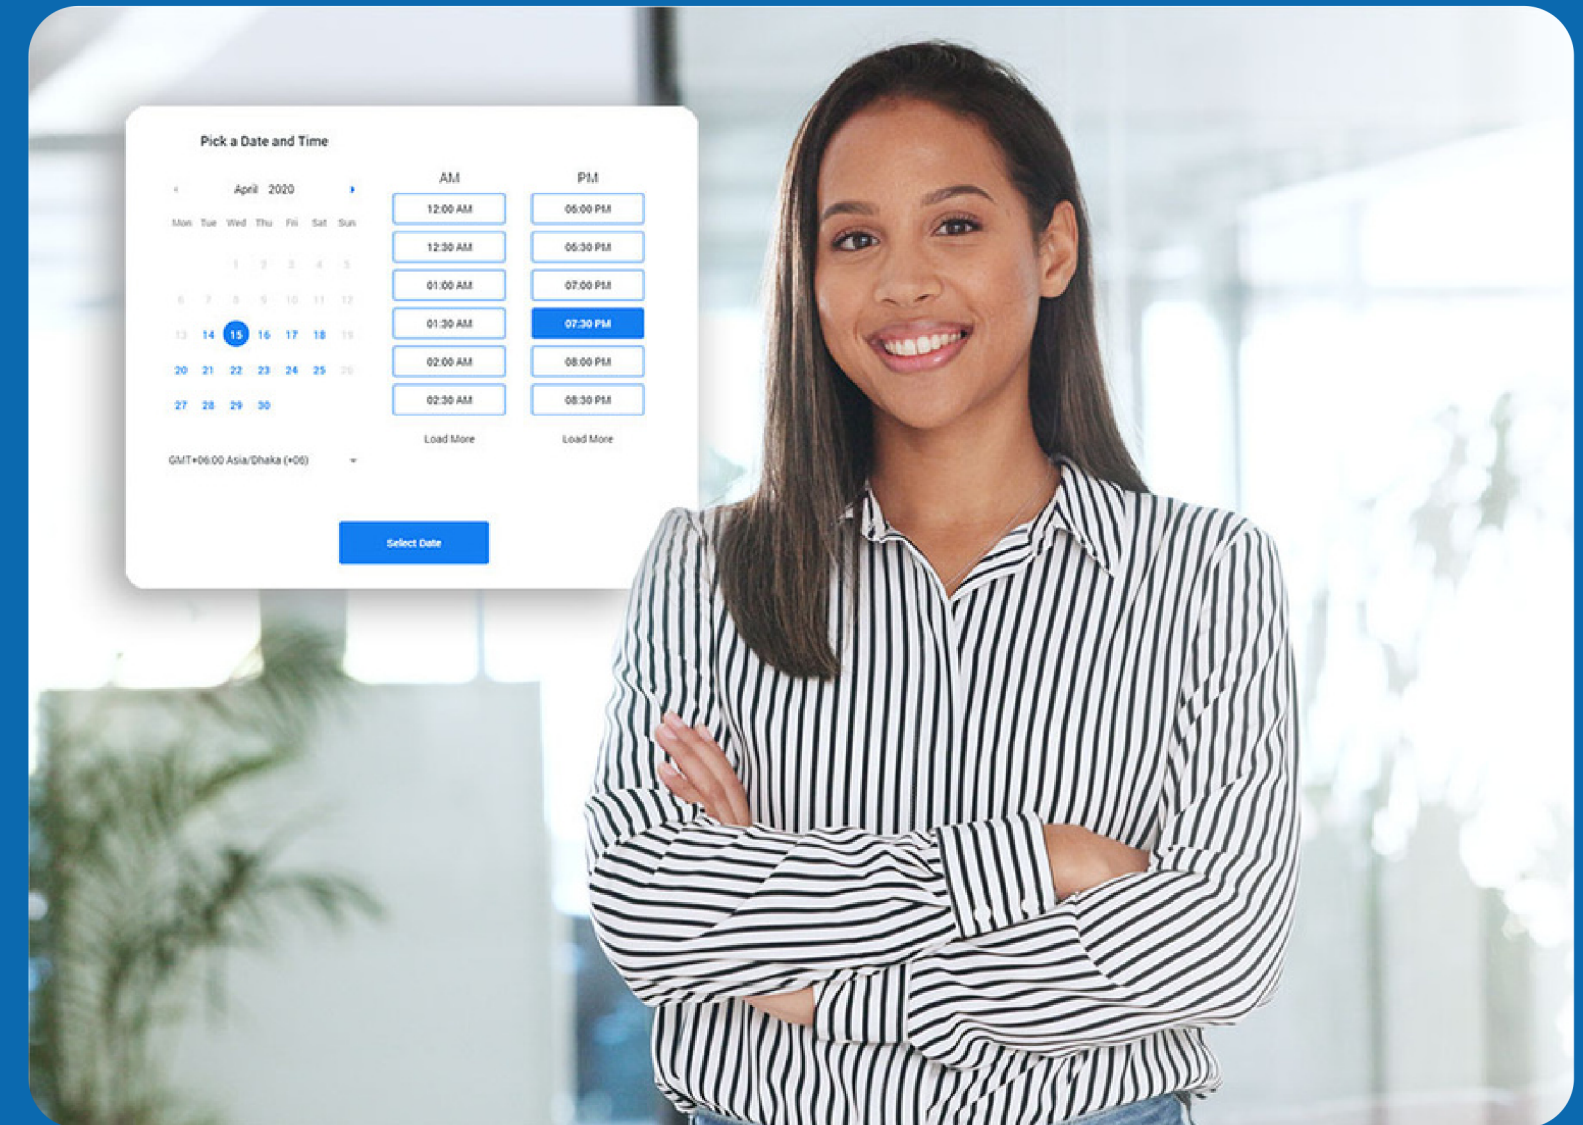 Pick a Date and Time
April 2020
Mon Tue Wed Thu Fri Sat Sun
1 2 3 4 5
6 7 8 9 10 11 12
13 14 15 16 17 18 19
20 21 22 23 24 25 26
27 28 29 30
GMT+06:00 Asia/Dhaka (+06)
AM
12:00 AM
12:30 AM
01:00 AM
01:30 AM
02:00 AM
02:30 AM
Load More
PM
06:00 PM
06:30 PM
07:00 PM
07:30 PM
08:00 PM
08:30 PM
Load More
Select Date